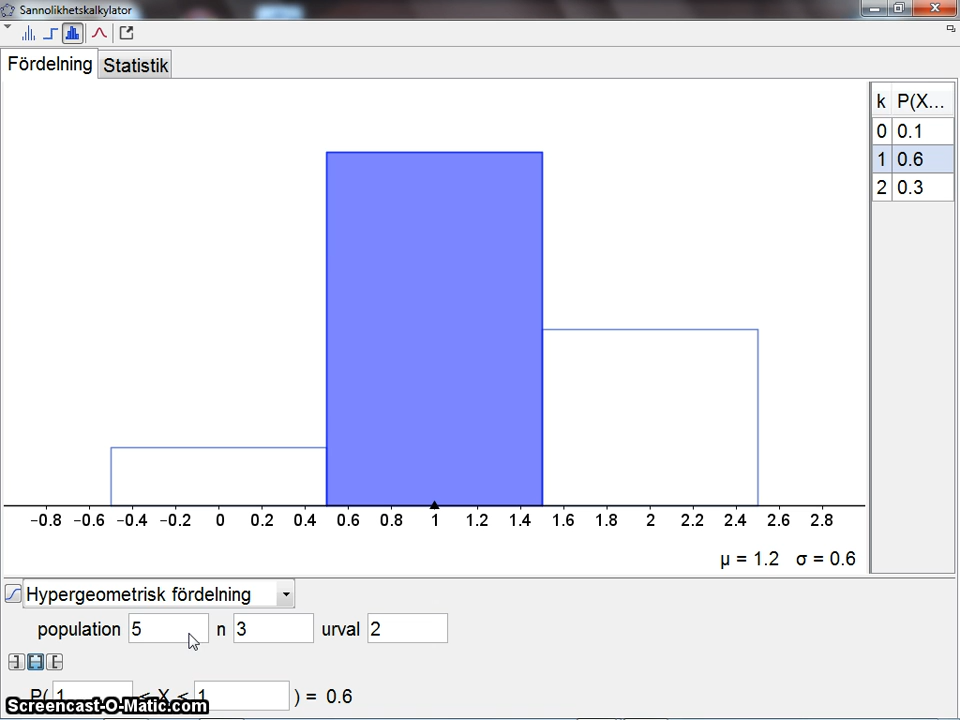 Sannolikhetskalkylator
Fördelning Statistik
k P(X...
0 0.1
1 0.6
2 0.3
−0.8 −0.6 −0.4 −0.2 0 0.2 0.4 0.6 0.8 1 1.2 1.4 1.6 1.8 2 2.2 2.4 2.6 2.8
μ = 1.2 σ = 0.6
Hypergeometrisk fördelning
population 5 n 3 urval 2
P( 1 ≤ X ≤ 1 ) = 0.6
Screencast-O-Matic.com